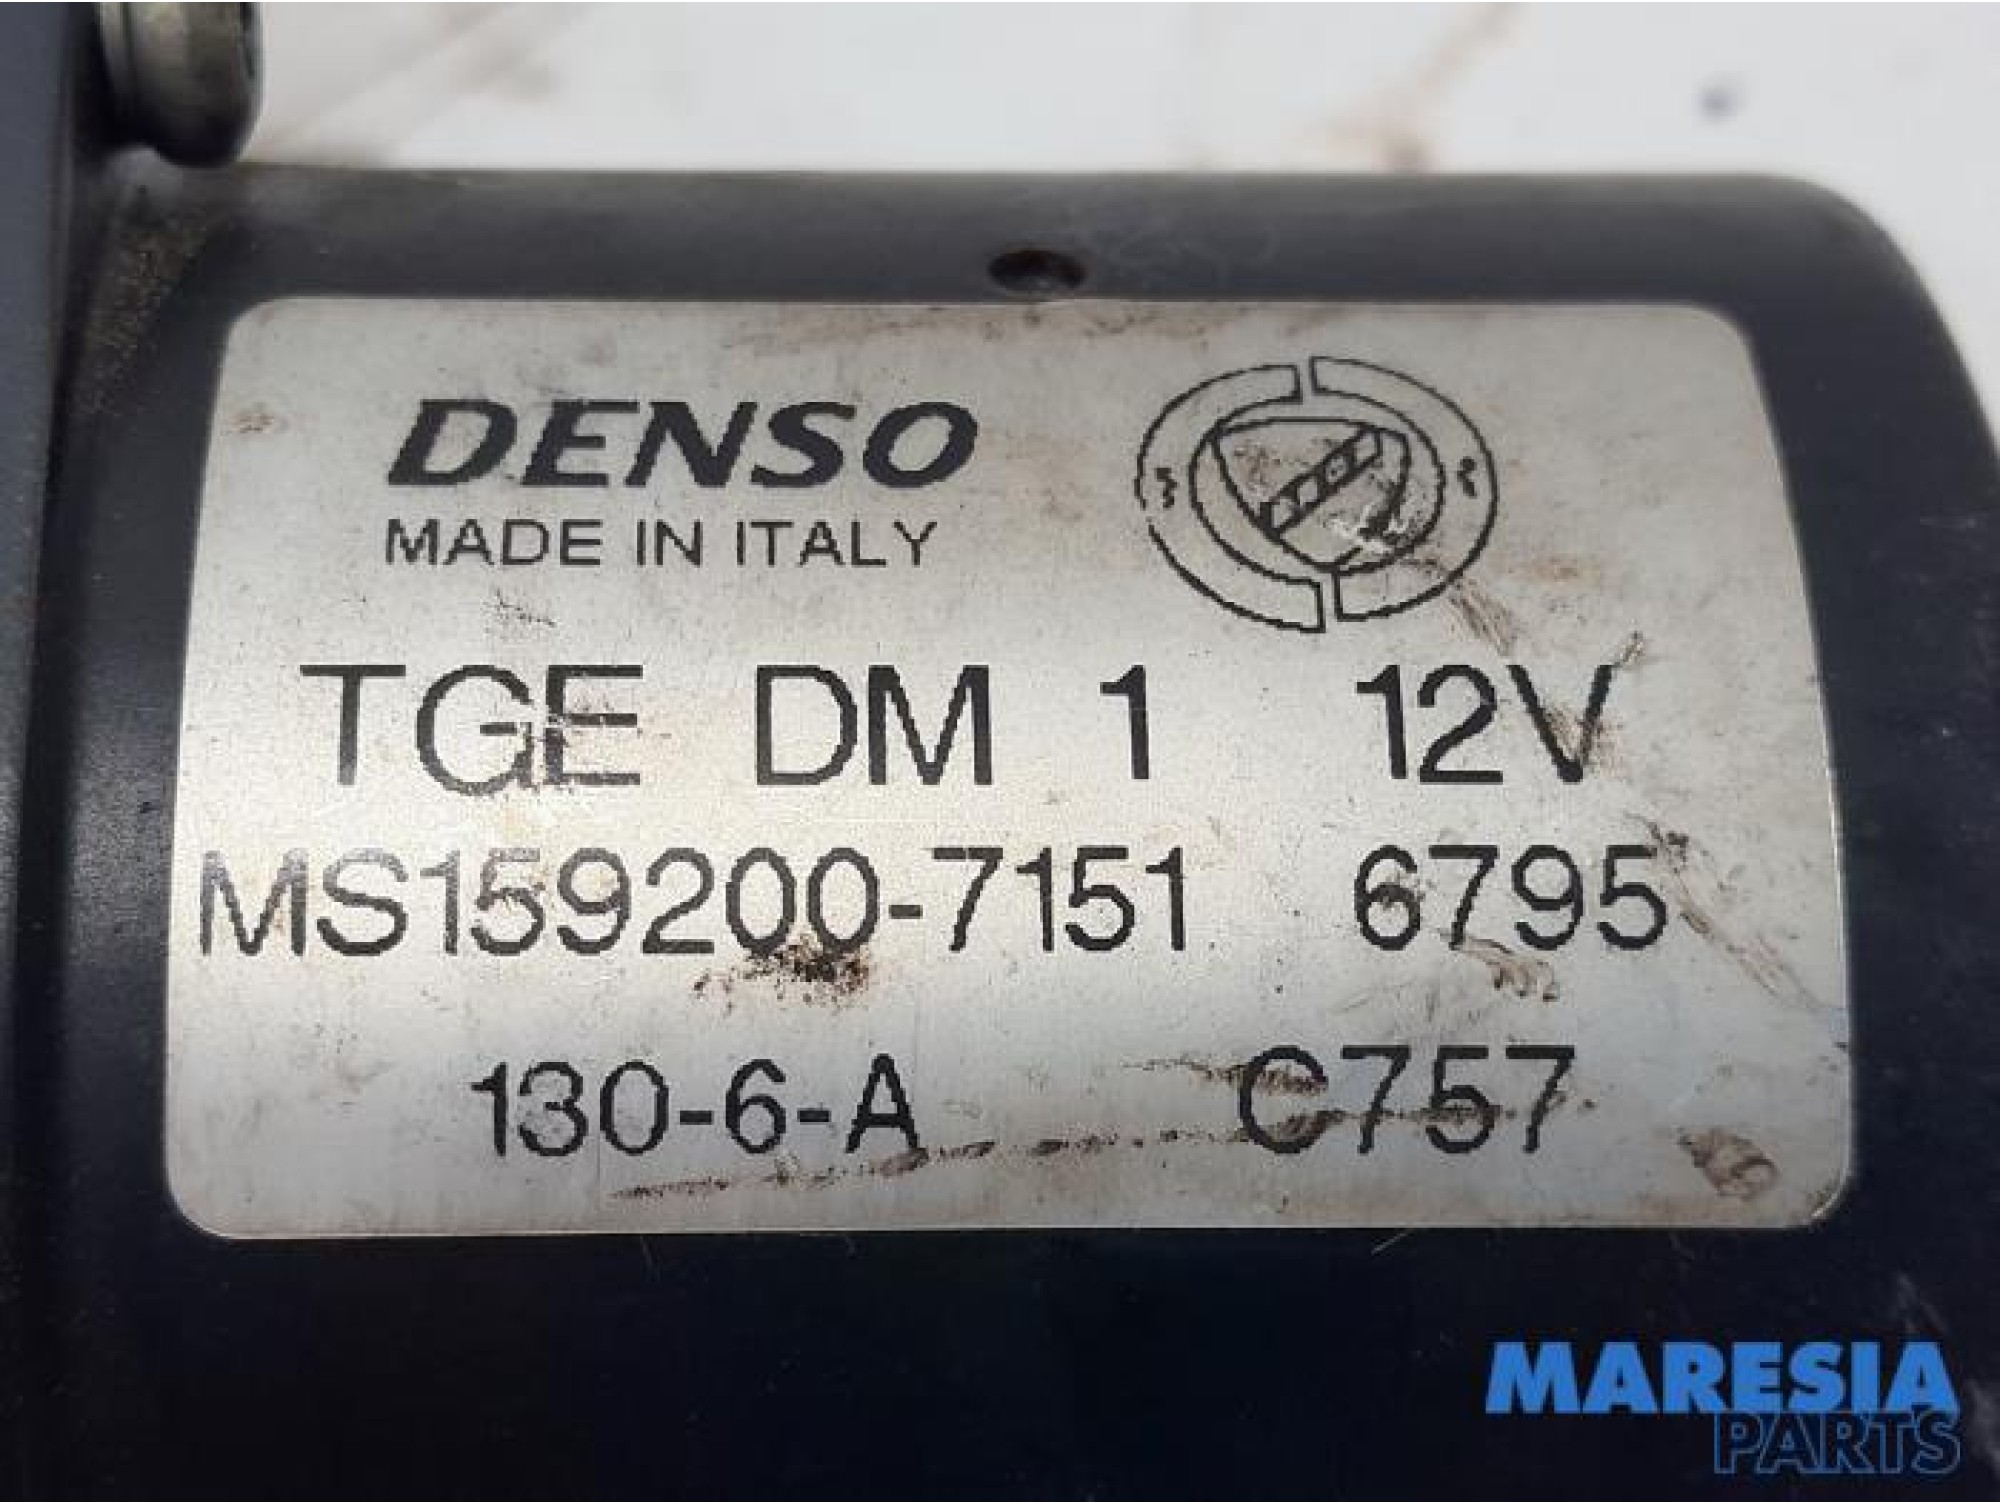 DENSO
MADE IN ITALY
TGE DM 1 12V
MS159200-7151 6795
130-6-A C757
MARESIA
PARTS